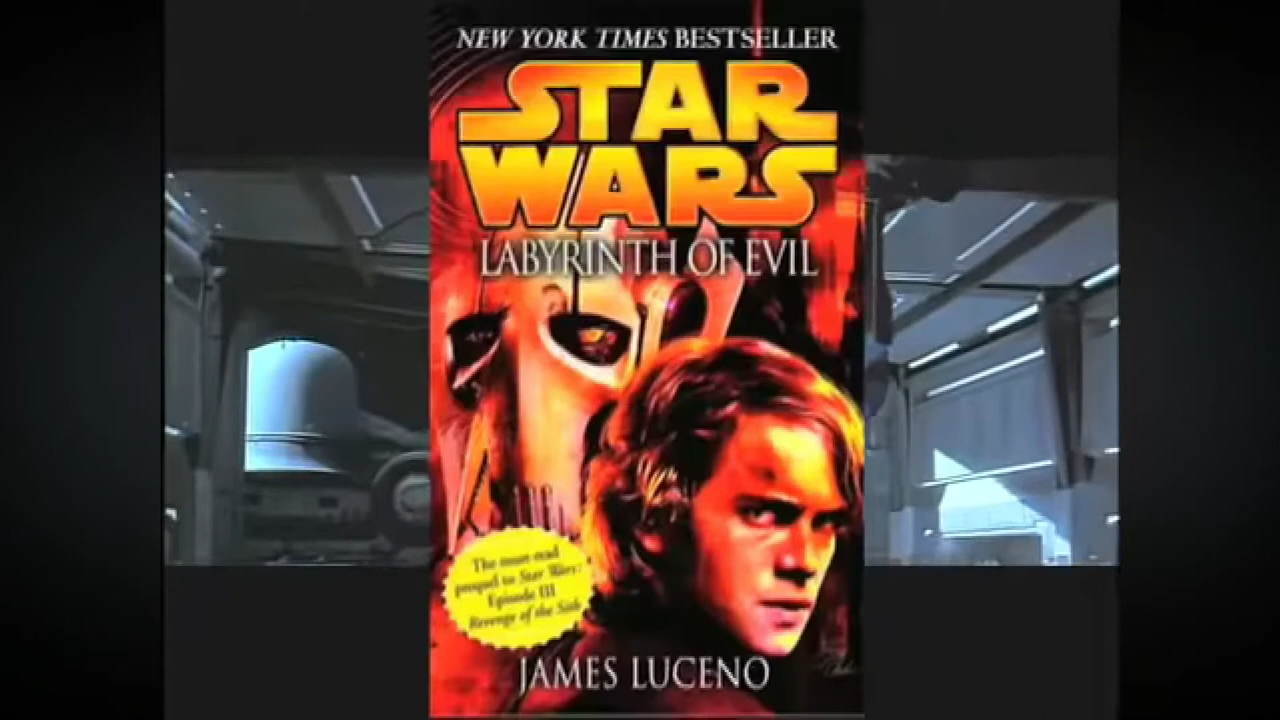 NEW YORK TIMES BESTSELLER
STAR
WARS
LABYRINTH OF EVIL
The must-read
prequel to Star Wars:
Episode III
Revenge of the Sith
JAMES LUCENO